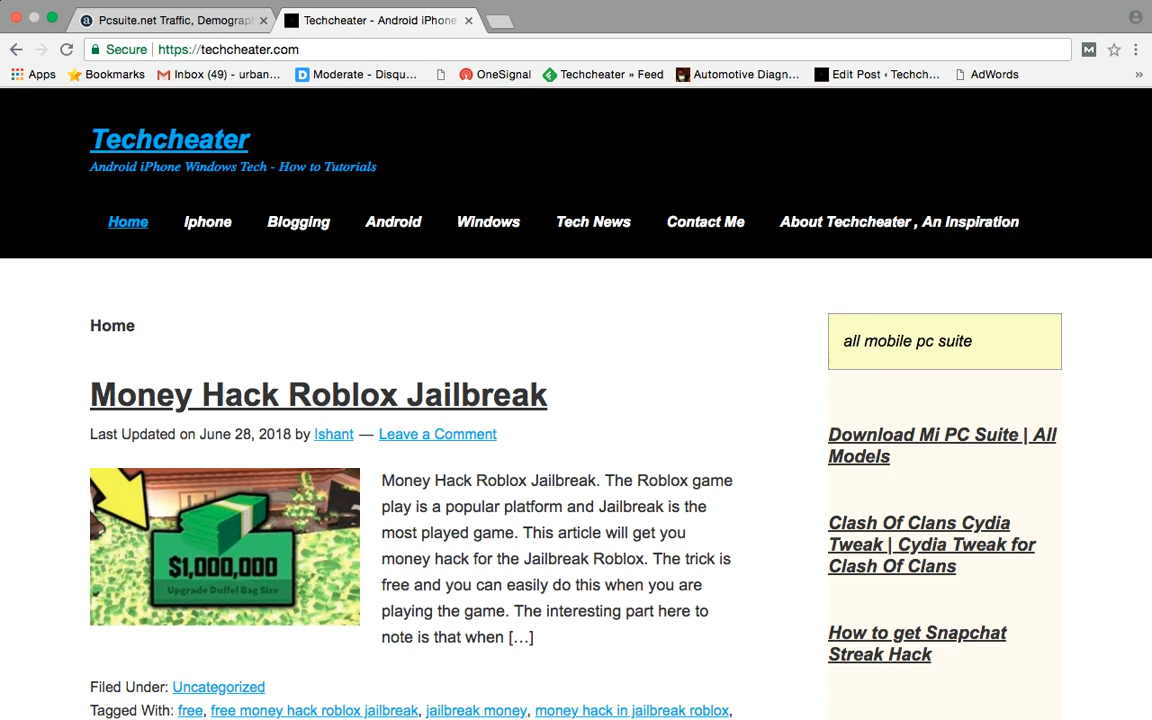 Pcsuite.net Traffic, Demograp
Techcheater - Android iPhone
Secure
https://techcheater.com
Apps
Bookmarks
Inbox (49) - urban...
Moderate - Disqu...
OneSignal
Techcheater » Feed
Automotive Diagn...
Edit Post ‹ Techch...
AdWords
»
Techcheater
Android iPhone Windows Tech - How to Tutorials
Home
Iphone
Blogging
Android
Windows
Tech News
Contact Me
About Techcheater , An Inspiration
Home
Money Hack Roblox Jailbreak
Last Updated on June 28, 2018 by Ishant — Leave a Comment
$1,000,000
Upgrade Duffel Bag Size
Money Hack Roblox Jailbreak. The Roblox game
play is a popular platform and Jailbreak is the
most played game. This article will get you
money hack for the Jailbreak Roblox. The trick is
free and you can easily do this when you are
playing the game. The interesting part here to
note is that when […]
Filed Under: Uncategorized
Tagged With: free, free money hack roblox jailbreak, jailbreak money, money hack in jailbreak roblox,
all mobile pc suite
Download Mi PC Suite | All
Models
Clash Of Clans Cydia
Tweak | Cydia Tweak for
Clash Of Clans
How to get Snapchat
Streak Hack